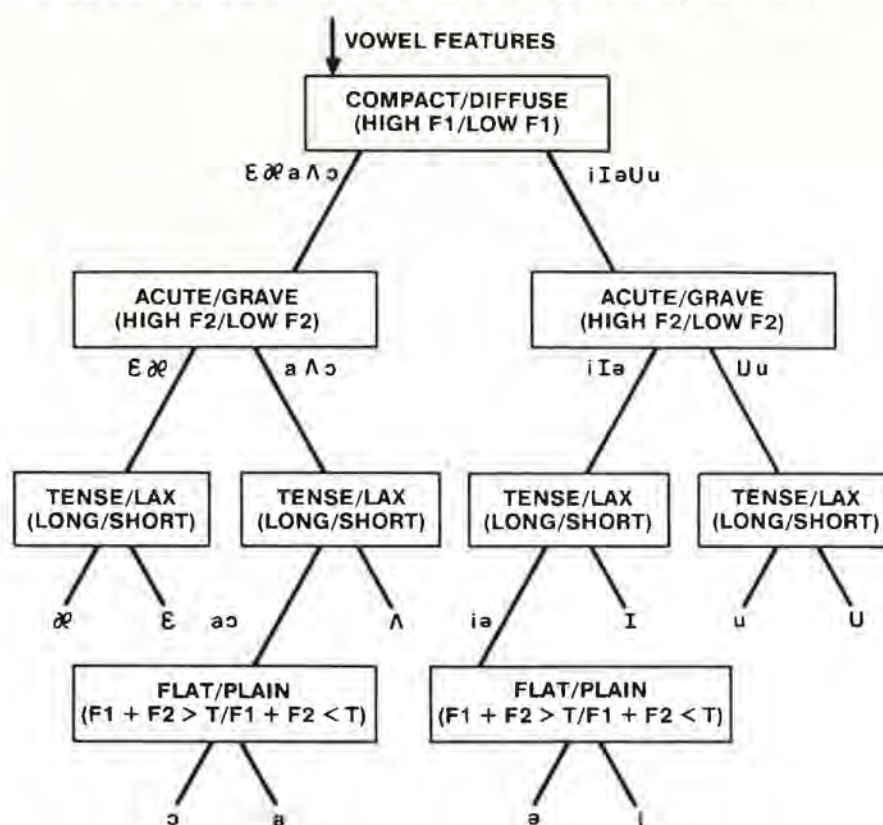 VOWEL FEATURES
COMPACT/DIFFUSE
(HIGH F1/LOW F1)
ɛ æ a ʌ ɔ
i I ə U u
ACUTE/GRAVE
(HIGH F2/LOW F2)
ACUTE/GRAVE
(HIGH F2/LOW F2)
ɛ æ
a ʌ ɔ
i I ə
U u
TENSE/LAX
(LONG/SHORT)
TENSE/LAX
(LONG/SHORT)
TENSE/LAX
(LONG/SHORT)
TENSE/LAX
(LONG/SHORT)
æ
ɛ
a ɔ
ʌ
i ə
I
u
U
FLAT/PLAIN
(F1 + F2 > T/F1 + F2 < T)
FLAT/PLAIN
(F1 + F2 > T/F1 + F2 < T)
ɔ
a
ə
i